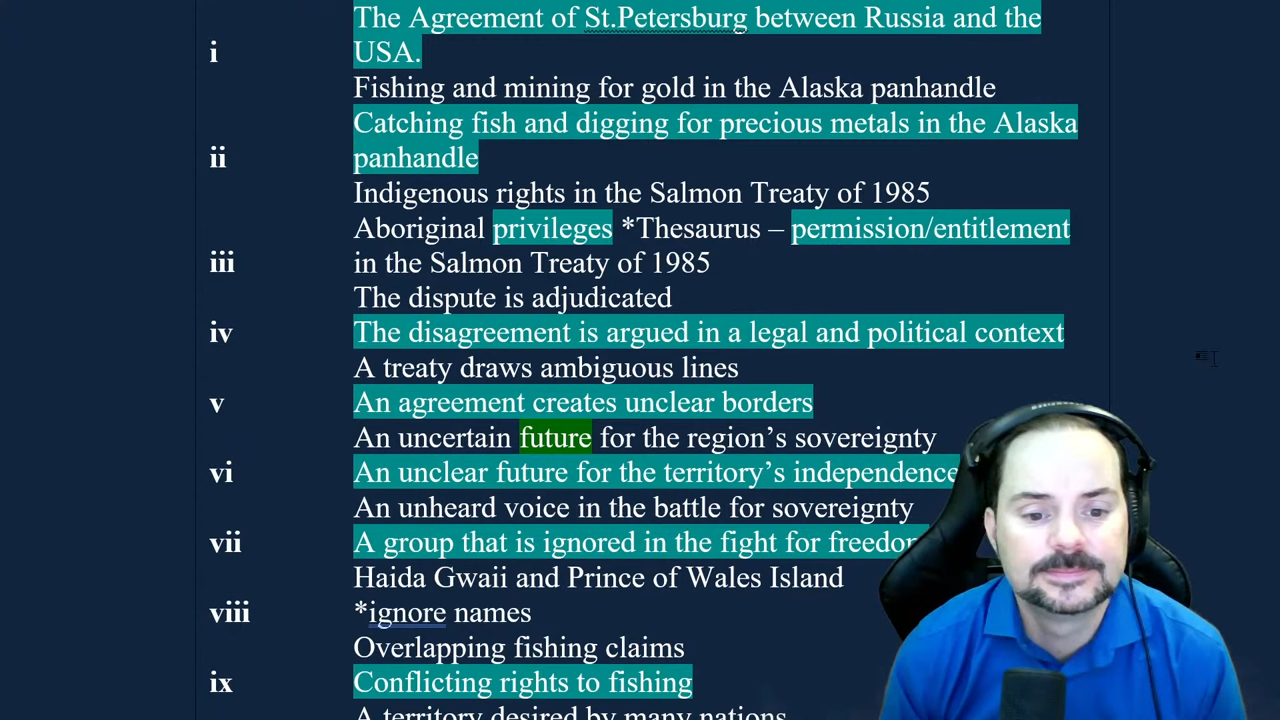 The Agreement of St.Petersburg between Russia and the
i
USA.
Fishing and mining for gold in the Alaska panhandle
Catching fish and digging for precious metals in the Alaska
ii
panhandle
Indigenous rights in the Salmon Treaty of 1985
Aboriginal privileges *Thesaurus – permission/entitlement
iii
in the Salmon Treaty of 1985
The dispute is adjudicated
iv
The disagreement is argued in a legal and political context
A treaty draws ambiguous lines
v
An agreement creates unclear borders
An uncertain future for the region’s sovereignty
vi
An unclear future for the territory’s independence
An unheard voice in the battle for sovereignty
vii
A group that is ignored in the fight for freedo
Haida Gwaii and Prince of Wales Island
viii
*ignore names
Overlapping fishing claims
ix
Conflicting rights to fishing
A territory desired by many nations